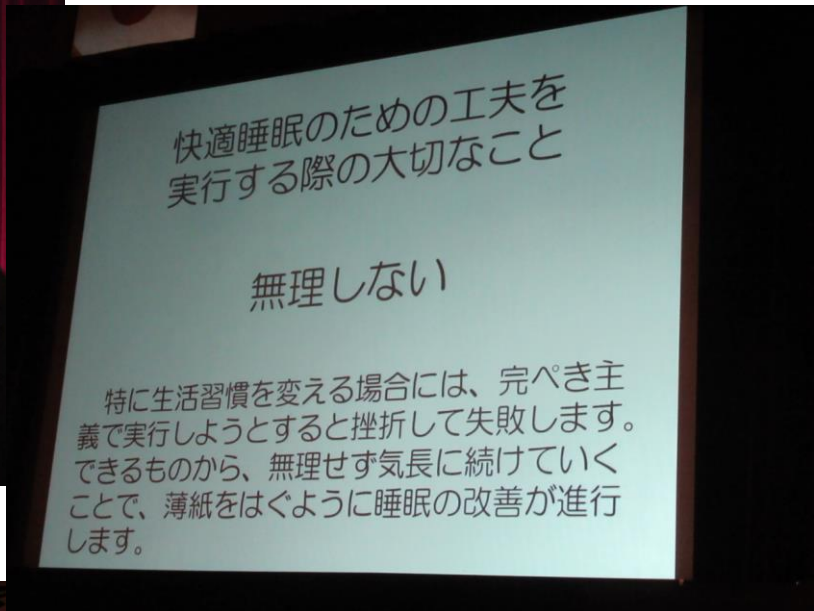 快適睡眠のための工夫を
実行する際の大切なこと
無理しない
特に生活習慣を変える場合には、完ぺき主
義で実行しようとすると挫折して失敗します。
できるものから、無理せず気長に続けていく
ことで、薄紙をはぐように睡眠の改善が進行
します。